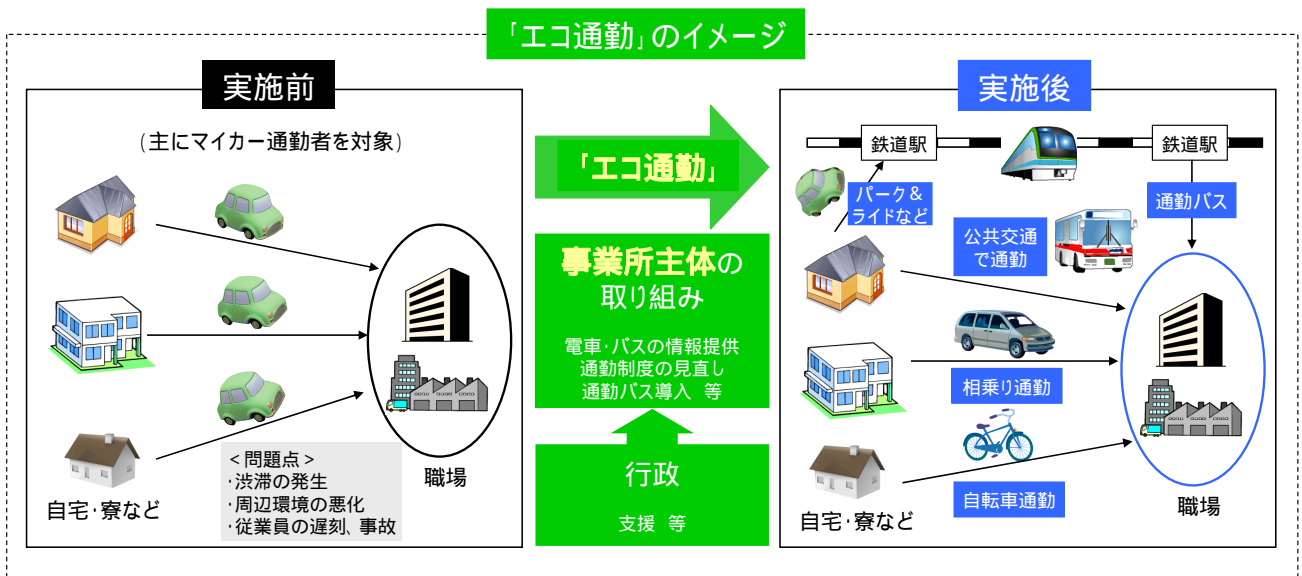 「エコ通勤」のイメージ
実施前
(主にマイカー通勤者を対象)
<問題点>
・渋滞の発生
・周辺環境の悪化
・従業員の遅刻、事故
自宅・寮など
職場
「エコ通勤」
事業所主体の
取り組み
電車・バスの情報提供
通勤制度の見直し
通勤バス導入 等
行政
支援 等
実施後
鉄道駅
鉄道駅
パーク&
ライドなど
通勤バス
公共交通
で通勤
相乗り通勤
自転車通勤
自宅・寮など
職場